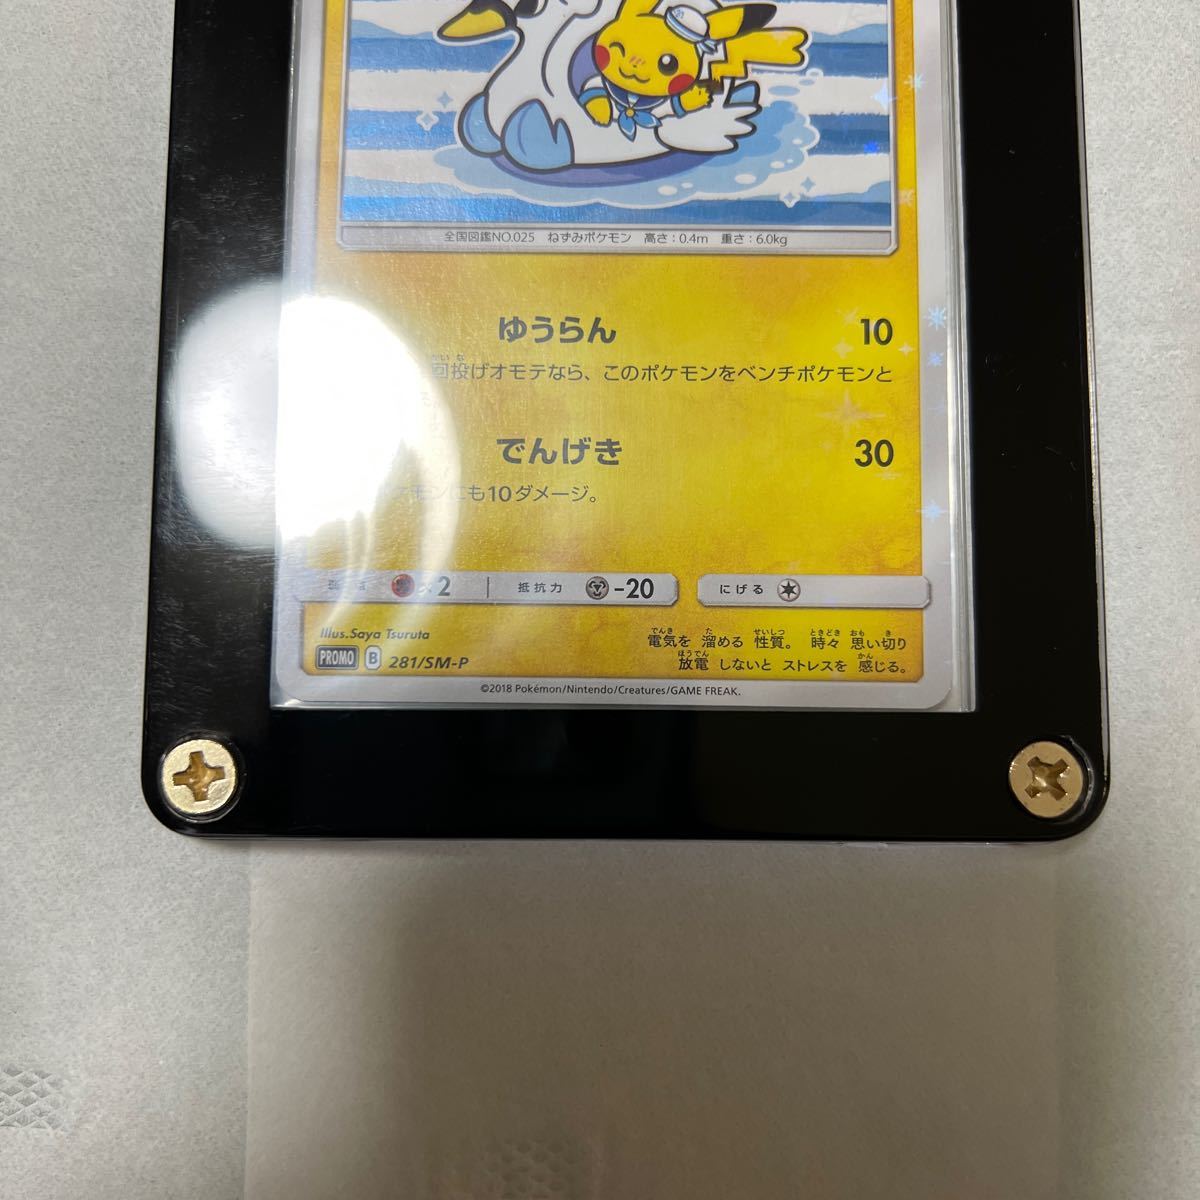 全国図鑑NO.025 ねずみポケモン 高さ:0.4m 重さ:6.0kg
ゆうらん 10
回投げオモテなら、このポケモンをベンチポケモンと
でんげき 30
ポケモンにも10ダメージ。
×2 抵抗力 -20 にげる
Illus.Saya Tsuruta
電気を 溜める 性質。 時々 思い切り
放電 しないと ストレスを 感じる。
PROMO B 281/SM-P
©2018 Pokémon/Nintendo/Creatures/GAME FREAK.